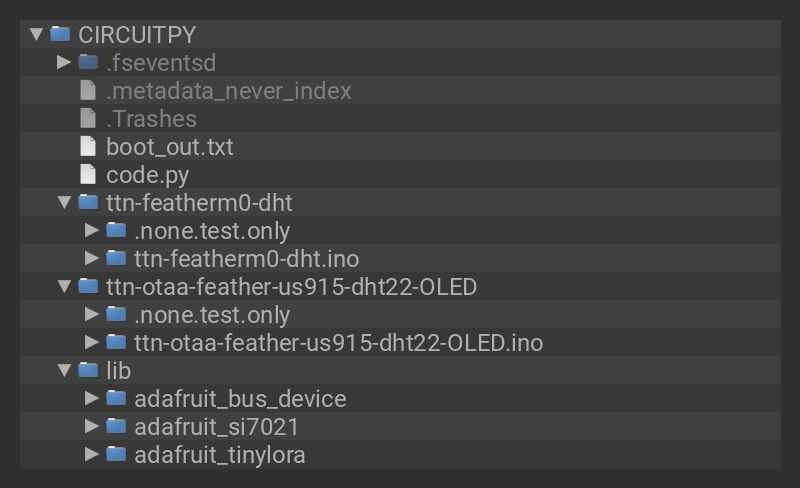 CIRCUITPY
.fseventsd
.metadata_never_index
.Trashes
boot_out.txt
code.py
ttn-featherm0-dht
.none.test.only
ttn-featherm0-dht.ino
ttn-otaa-feather-us915-dht22-OLED
.none.test.only
ttn-otaa-feather-us915-dht22-OLED.ino
lib
adafruit_bus_device
adafruit_si7021
adafruit_tinylora